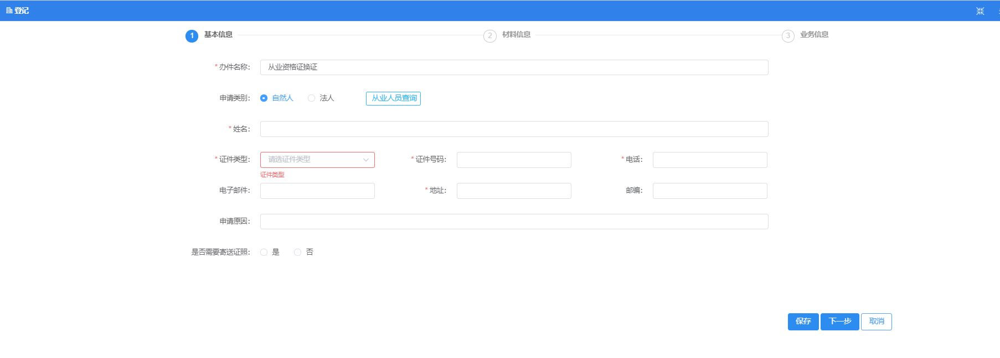 登记
1 基本信息 2 材料信息 3 业务信息
* 办件名称: 从业资格证换证
申请类别: 自然人 法人 从业人员查询
* 姓名:
* 证件类型: 请选证件类型 * 证件号码: * 电话:
证件类型
电子邮件: * 地址: 邮编:
申请原因:
是否需要寄送证照: 是 否
保存 下一步 取消